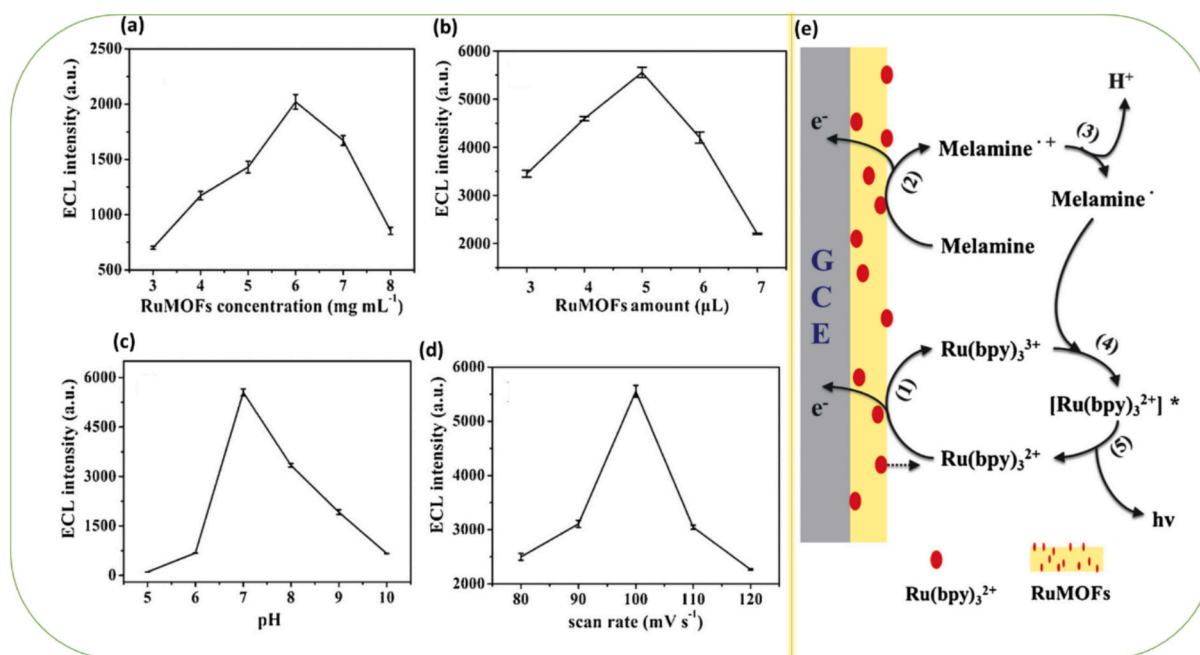 (a)
2500
2000
1500
1000
500
ECL intensity (a.u.)
3 4 5 6 7 8
RuMOFs concentration (mg mL⁻¹)
(b)
6000
5000
4000
3000
2000
ECL intensity (a.u.)
3 4 5 6 7
RuMOFs amount (µL)
(c)
6000
4500
3000
1500
0
ECL intensity (a.u.)
5 6 7 8 9 10
pH
(d)
6000
5000
4000
3000
2000
ECL intensity (a.u.)
80 90 100 110 120
scan rate (mV s⁻¹)
(e)
H⁺
e⁻
(3)
Melamine˙⁺
(2)
Melamine˙
Melamine
GCE
Ru(bpy)₃³⁺
(4)
(1)
e⁻
[Ru(bpy)₃²⁺] *
(5)
Ru(bpy)₃²⁺
hv
Ru(bpy)₃²⁺
RuMOFs